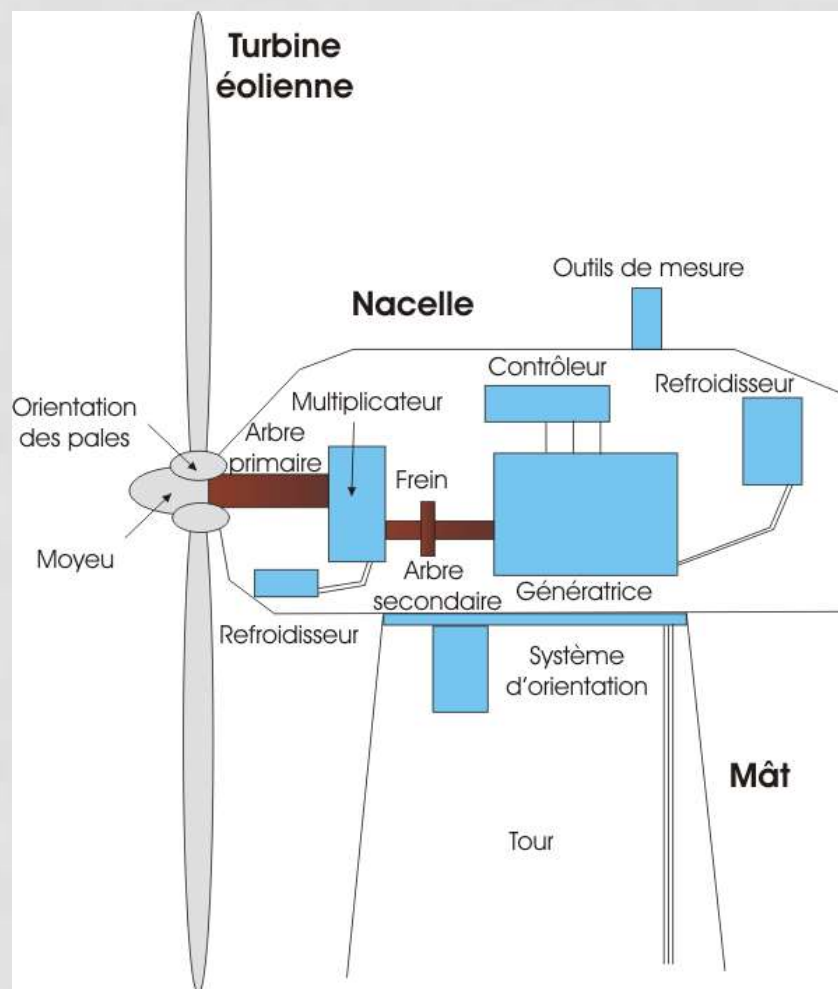 Turbine
éolienne
Outils de mesure
Nacelle
Contrôleur
Refroidisseur
Orientation
des pales
Multiplicateur
Arbre
primaire
Frein
Moyeu
Arbre
secondaire
Génératrice
Refroidisseur
Système
d'orientation
Mât
Tour